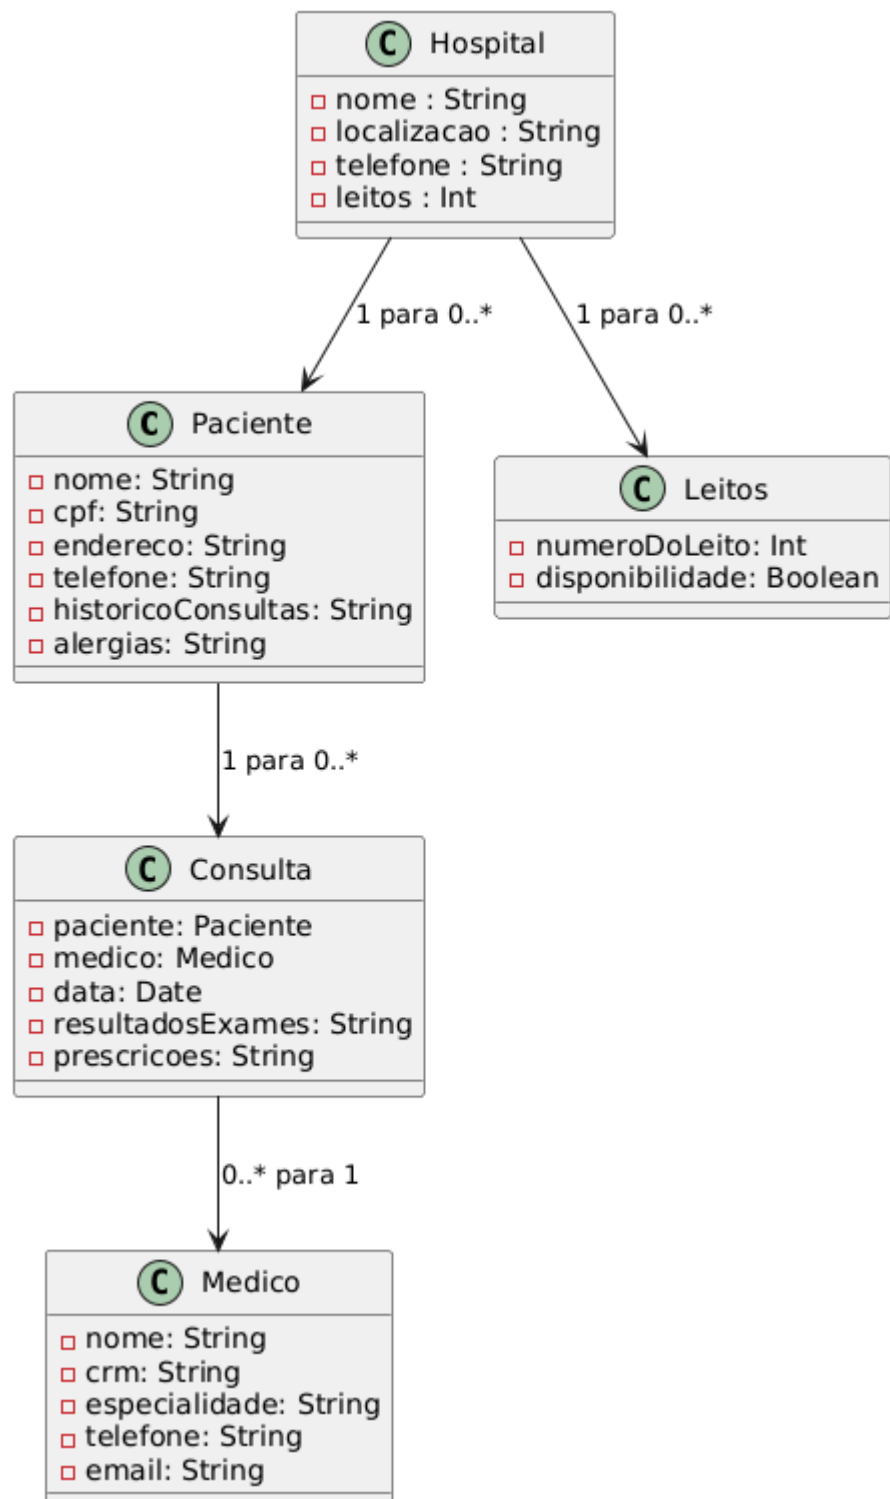 C Hospital
nome : String
localizacao : String
telefone : String
leitos : Int
1 para 0..*
1 para 0..*
C Paciente
nome: String
cpf: String
endereco: String
telefone: String
historicoConsultas: String
alergias: String
C Leitos
numeroDoLeito: Int
disponibilidade: Boolean
1 para 0..*
C Consulta
paciente: Paciente
medico: Medico
data: Date
resultadosExames: String
prescricoes: String
0..* para 1
C Medico
nome: String
crm: String
especialidade: String
telefone: String
email: String